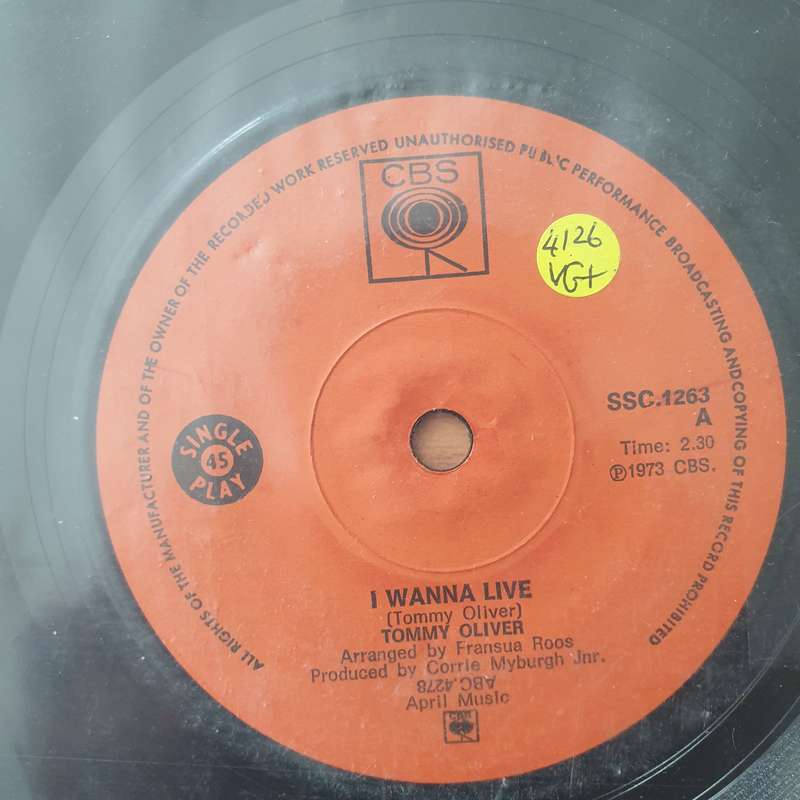 ALL RIGHTS OF THE MANUFACTURER AND OF THE OWNER OF THE RECORDED WORK RESERVED UNAUTHORISED PUBLIC PERFORMANCE BROADCASTING AND COPYING OF THIS RECORD PROHIBITED
CBS
4126
VG+
SSC.1263
A
Time: 2.30
℗1973 CBS.
SINGLE
45
PLAY
I WANNA LIVE
(Tommy Oliver)
TOMMY OLIVER
Arranged by Fransua Roos
Produced by Corrie Myburgh Jnr.
ABC.4278
April Music
CBS